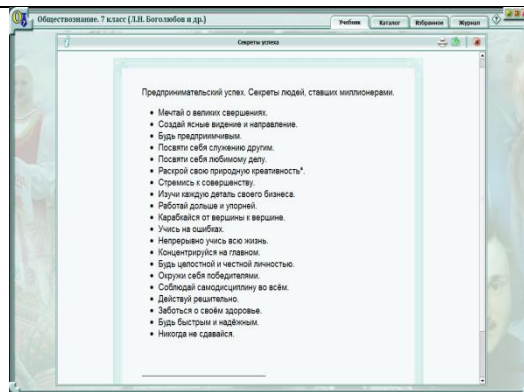 Обществознание. 7 класс (Л.Н. Боголюбов и др.)
Учебник
Каталог
Избранное
Журнал
Секреты успеха
Предпринимательский успех. Секреты людей, ставших миллионерами.
• Мечтай о великих свершениях.
• Создай ясные видение и направление.
• Будь предприимчивым.
• Посвяти себя служению другим.
• Посвяти себя любимому делу.
• Раскрой свою природную креативность*.
• Стремись к совершенству.
• Изучи каждую деталь своего бизнеса.
• Работай дольше и упорней.
• Карабкайся от вершины к вершине.
• Учись на ошибках.
• Непрерывно учись всю жизнь.
• Концентрируйся на главном.
• Будь целостной и честной личностью.
• Окружи себя победителями.
• Соблюдай самодисциплину во всём.
• Действуй решительно.
• Заботься о своём здоровье.
• Будь быстрым и надёжным.
• Никогда не сдавайся.